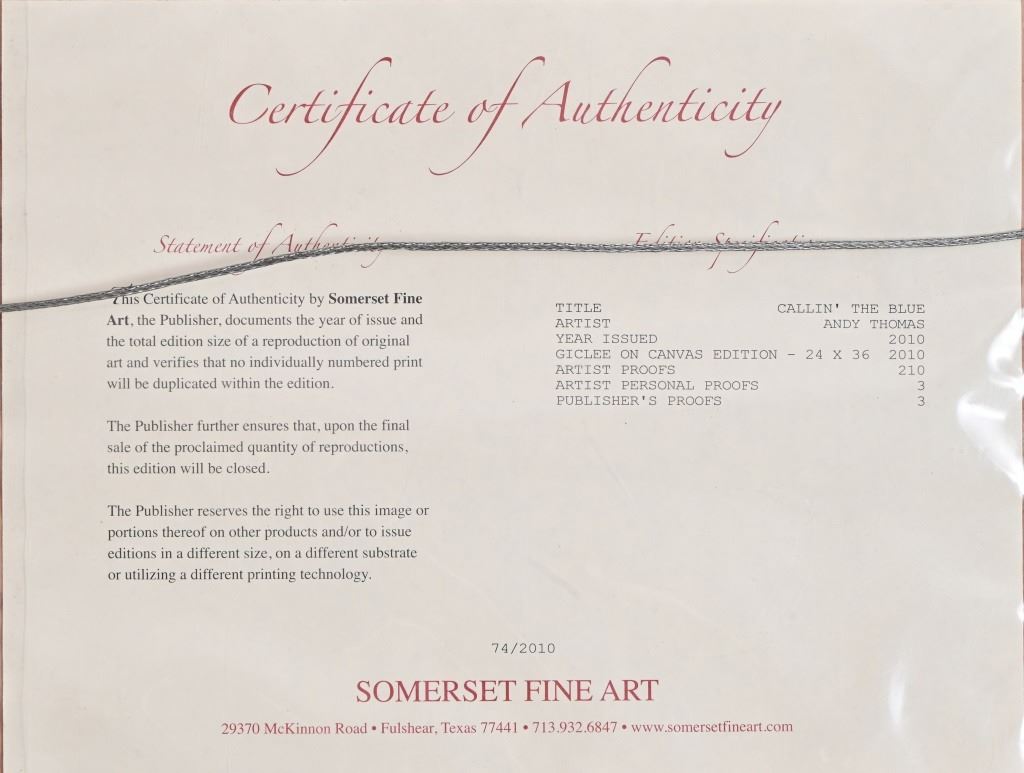 Certificate of Authenticity
Statement of Authenticity
This Certificate of Authenticity by Somerset Fine
Art, the Publisher, documents the year of issue and
the total edition size of a reproduction of original
art and verifies that no individually numbered print
will be duplicated within the edition.
The Publisher further ensures that, upon the final
sale of the proclaimed quantity of reproductions,
this edition will be closed.
The Publisher reserves the right to use this image or
portions thereof on other products and/or to issue
editions in a different size, on a different substrate
or utilizing a different printing technology.
Edition Specifications
TITLE CALLIN' THE BLUE
ARTIST ANDY THOMAS
YEAR ISSUED 2010
GICLEE ON CANVAS EDITION - 24 X 36 2010
ARTIST PROOFS 210
ARTIST PERSONAL PROOFS 3
PUBLISHER'S PROOFS 3
74/2010
SOMERSET FINE ART
29370 McKinnon Road • Fulshear, Texas 77441 • 713.932.6847 • www.somersetfineart.com